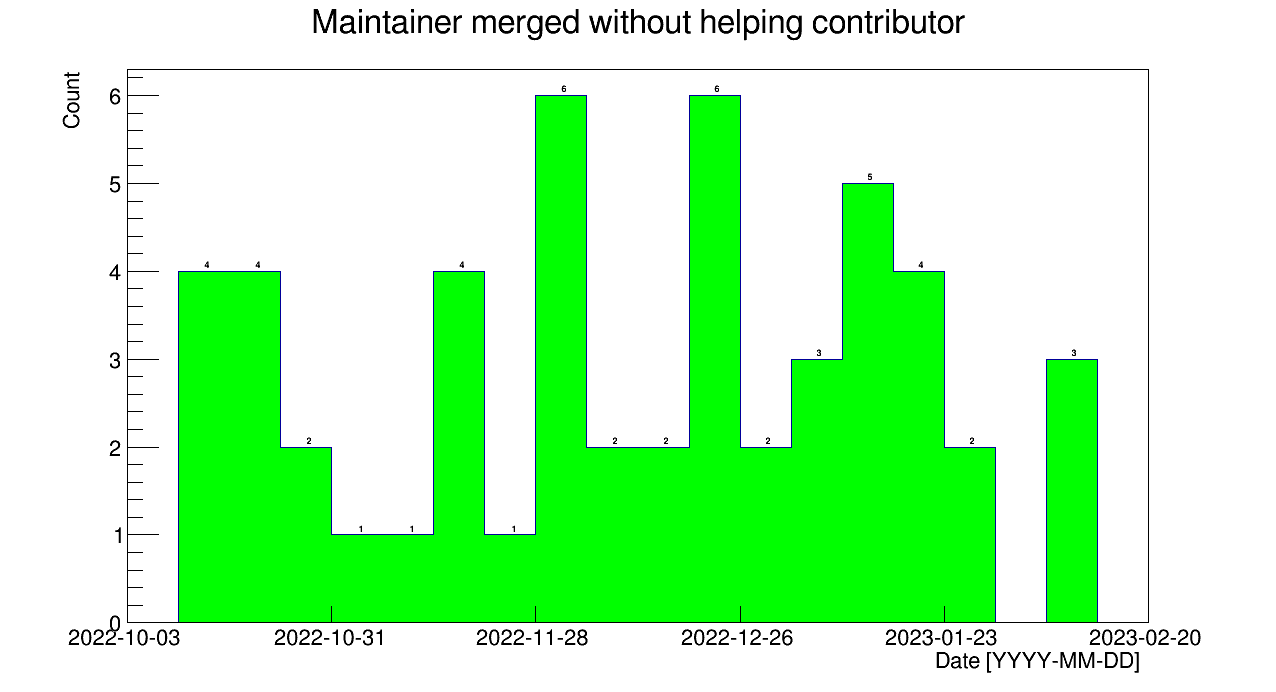 Maintainer merged without helping contributor
Count
6
5
4
3
2
1
0
4 4 2 1 1 4 1 6 2 2 6 2 3 5 4 2 3
2022-10-03 2022-10-31 2022-11-28 2022-12-26 2023-01-23 2023-02-20
Date [YYYY-MM-DD]